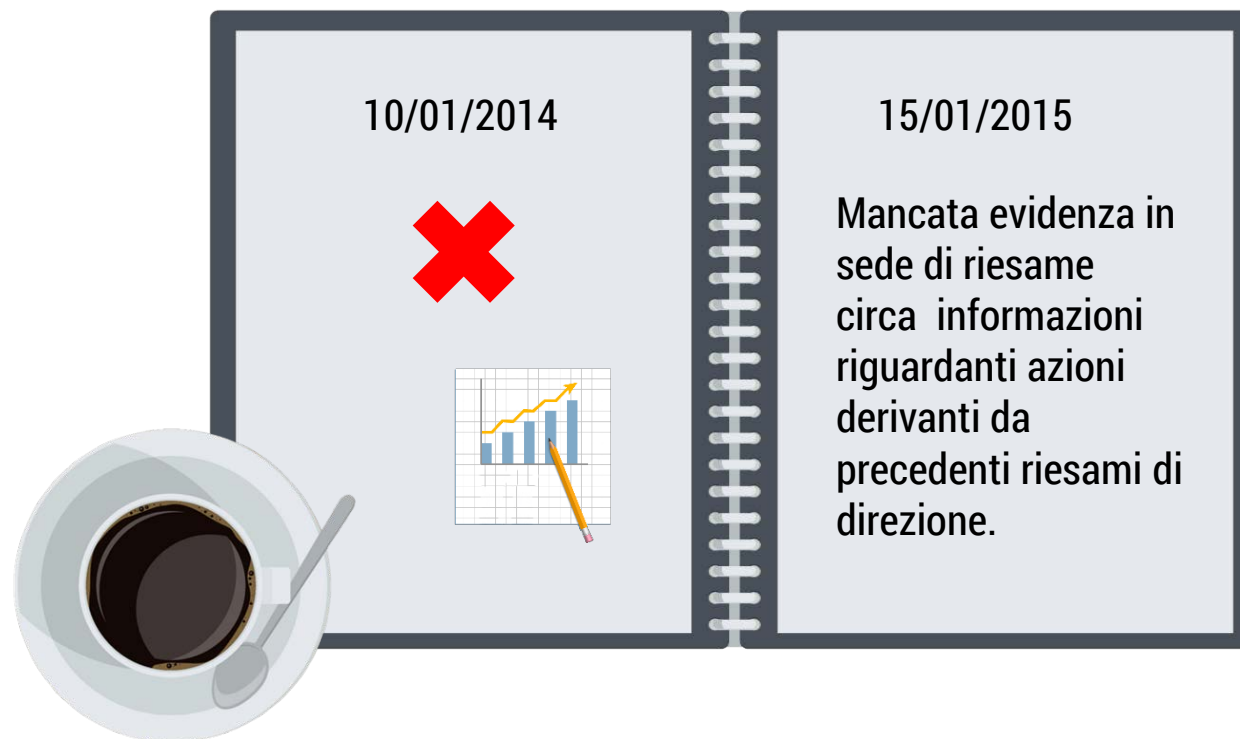 10/01/2014
15/01/2015
Mancata evidenza in
sede di riesame
circa  informazioni
riguardanti azioni
derivanti da
precedenti riesami di
direzione.